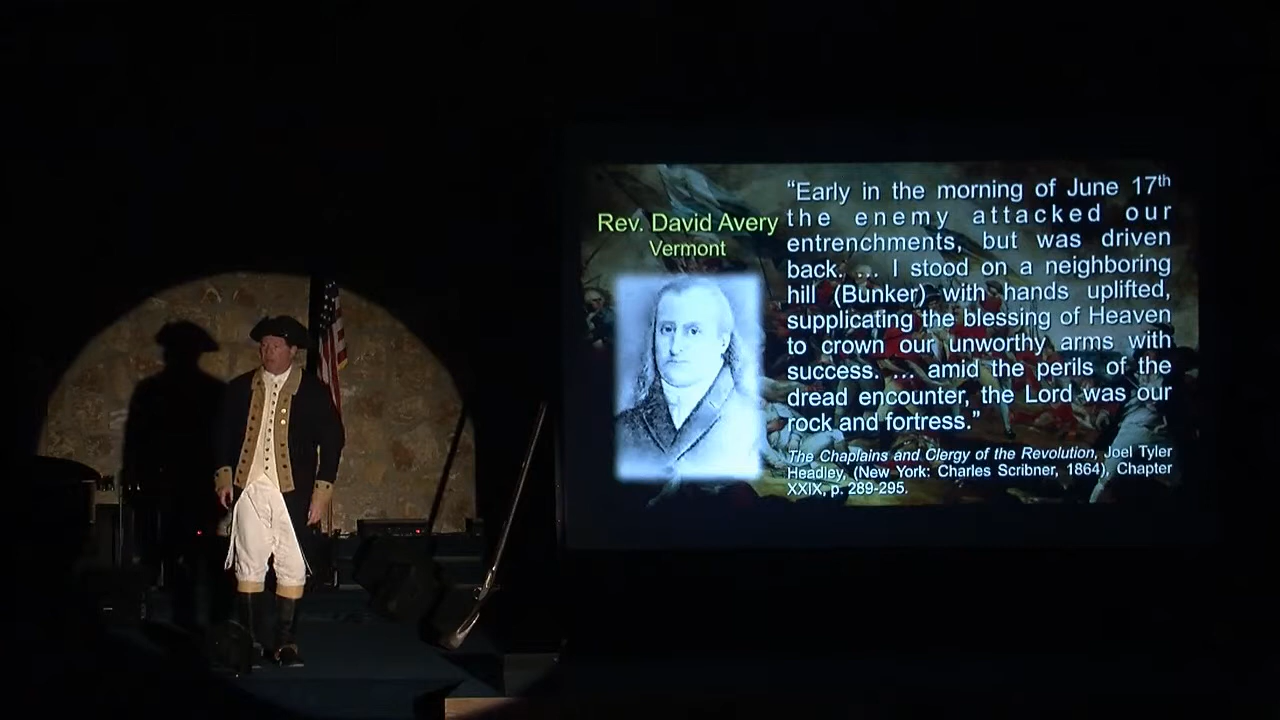 Rev. David Avery
Vermont
“Early in the morning of June 17th
the enemy attacked our
entrenchments, but was driven
back. … I stood on a neighboring
hill (Bunker) with hands uplifted,
supplicating the blessing of Heaven
to crown our unworthy arms with
success. … amid the perils of the
dread encounter, the Lord was our
rock and fortress.”
The Chaplains and Clergy of the Revolution, Joel Tyler
Headley, (New York: Charles Scribner, 1864), Chapter
XXIX, p. 289-295.